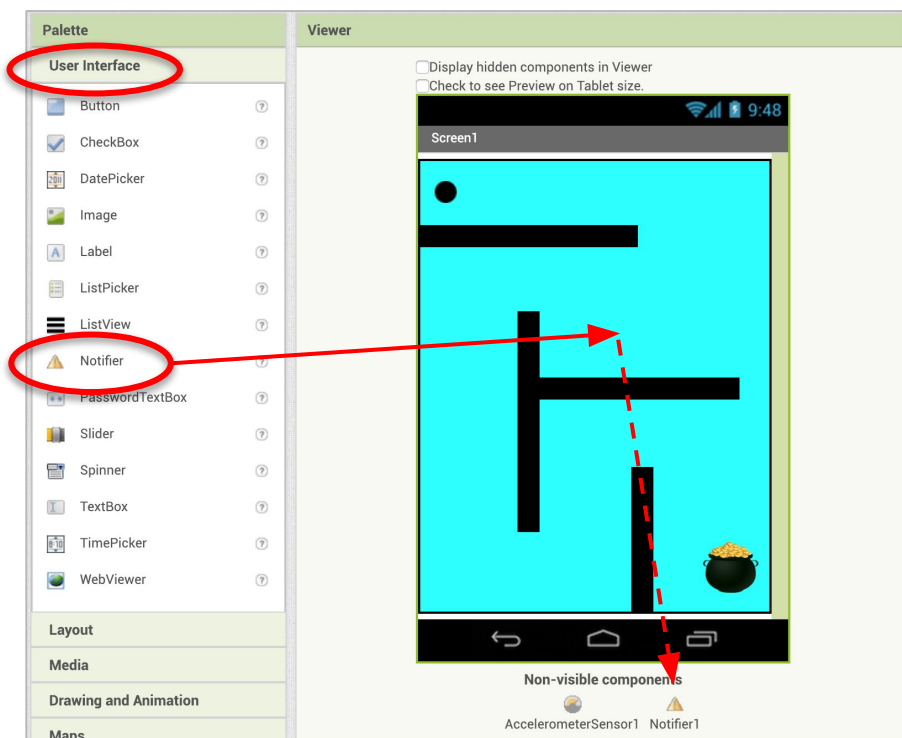 Palette
User Interface
Button
CheckBox
DatePicker
Image
Label
ListPicker
ListView
Notifier
PasswordTextBox
Slider
Spinner
TextBox
TimePicker
WebViewer
Layout
Media
Drawing and Animation
Maps
Viewer
Display hidden components in Viewer
Check to see Preview on Tablet size.
9:48
Screen1
Non-visible components
AccelerometerSensor1 Notifier1